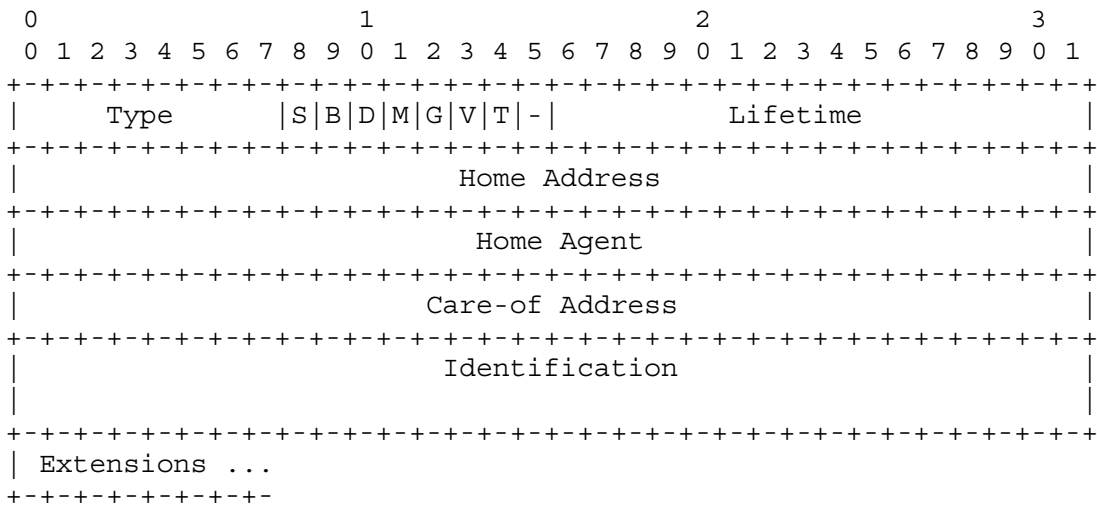 0                   1                   2                   3
 0 1 2 3 4 5 6 7 8 9 0 1 2 3 4 5 6 7 8 9 0 1 2 3 4 5 6 7 8 9 0 1
+-+-+-+-+-+-+-+-+-+-+-+-+-+-+-+-+-+-+-+-+-+-+-+-+-+-+-+-+-+-+-+-+
|     Type      |S|B|D|M|G|V|T|-|          Lifetime             |
+-+-+-+-+-+-+-+-+-+-+-+-+-+-+-+-+-+-+-+-+-+-+-+-+-+-+-+-+-+-+-+-+
|                          Home Address                         |
+-+-+-+-+-+-+-+-+-+-+-+-+-+-+-+-+-+-+-+-+-+-+-+-+-+-+-+-+-+-+-+-+
|                           Home Agent                          |
+-+-+-+-+-+-+-+-+-+-+-+-+-+-+-+-+-+-+-+-+-+-+-+-+-+-+-+-+-+-+-+-+
|                        Care-of Address                        |
+-+-+-+-+-+-+-+-+-+-+-+-+-+-+-+-+-+-+-+-+-+-+-+-+-+-+-+-+-+-+-+-+
|                         Identification                        |
|                                                               |
+-+-+-+-+-+-+-+-+-+-+-+-+-+-+-+-+-+-+-+-+-+-+-+-+-+-+-+-+-+-+-+-+
| Extensions ...
+-+-+-+-+-+-+-+-